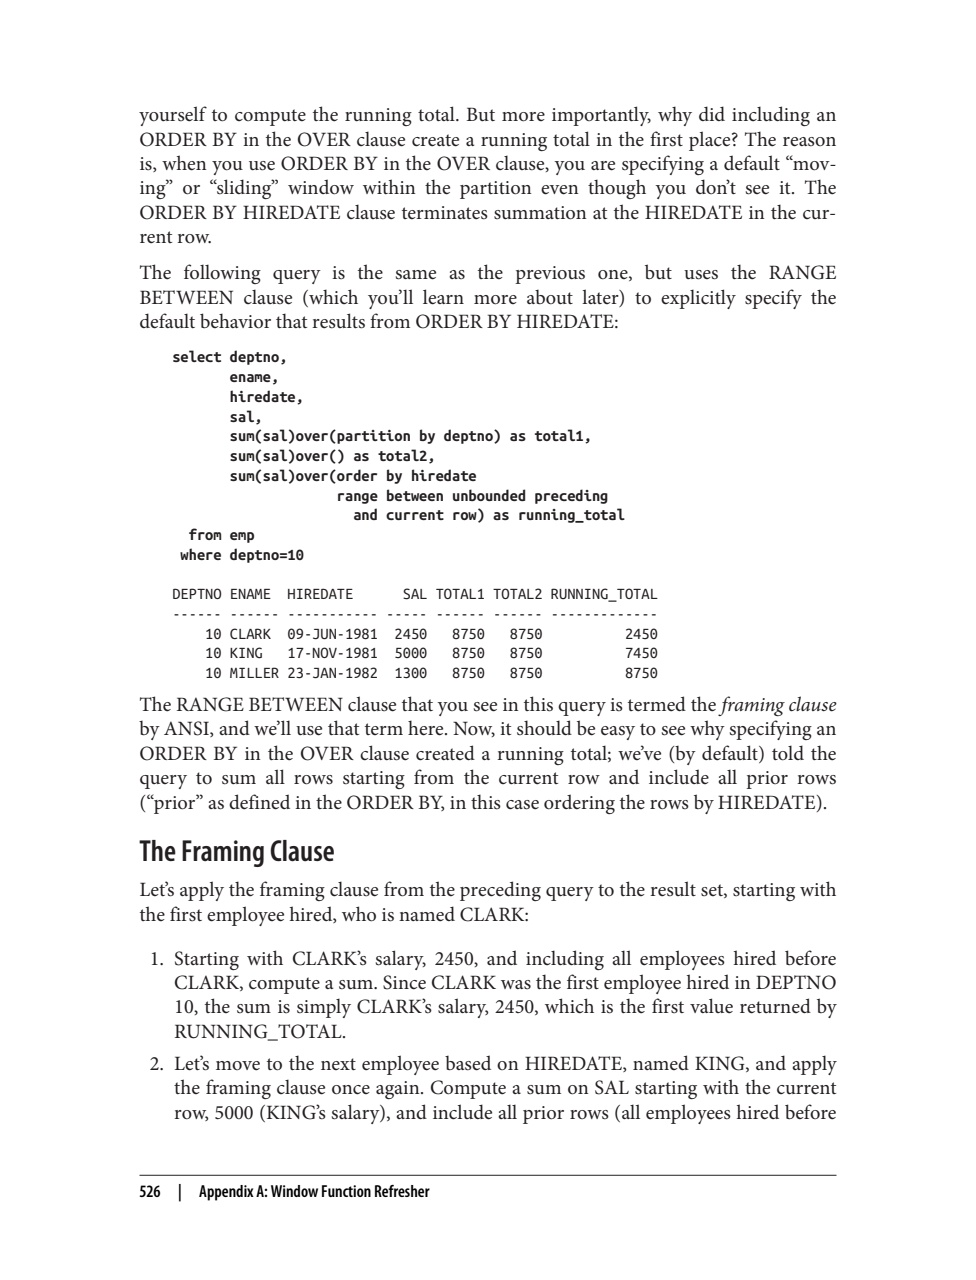 yourself to compute the running total. But more importantly, why did including an
ORDER BY in the OVER clause create a running total in the first place? The reason
is, when you use ORDER BY in the OVER clause, you are specifying a default “mov-
ing” or “sliding” window within the partition even though you don’t see it. The
ORDER BY HIREDATE clause terminates summation at the HIREDATE in the cur-
rent row.
The following query is the same as the previous one, but uses the RANGE
BETWEEN clause (which you’ll learn more about later) to explicitly specify the
default behavior that results from ORDER BY HIREDATE:
select deptno,
       ename,
       hiredate,
       sal,
       sum(sal)over(partition by deptno) as total1,
       sum(sal)over() as total2,
       sum(sal)over(order by hiredate
                    range between unbounded preceding
                      and current row) as running_total
  from emp
 where deptno=10
DEPTNO ENAME  HIREDATE      SAL TOTAL1 TOTAL2 RUNNING_TOTAL
------ ------ ----------- ----- ------ ------ -------------
    10 CLARK  09-JUN-1981  2450   8750   8750          2450
    10 KING   17-NOV-1981  5000   8750   8750          7450
    10 MILLER 23-JAN-1982  1300   8750   8750          8750
The RANGE BETWEEN clause that you see in this query is termed the framing clause
by ANSI, and we’ll use that term here. Now, it should be easy to see why specifying an
ORDER BY in the OVER clause created a running total; we’ve (by default) told the
query to sum all rows starting from the current row and include all prior rows
(“prior” as defined in the ORDER BY, in this case ordering the rows by HIREDATE).
The Framing Clause
Let’s apply the framing clause from the preceding query to the result set, starting with
the first employee hired, who is named CLARK:
1. Starting with CLARK’s salary, 2450, and including all employees hired before
CLARK, compute a sum. Since CLARK was the first employee hired in DEPTNO
10, the sum is simply CLARK’s salary, 2450, which is the first value returned by
RUNNING_TOTAL.
2. Let’s move to the next employee based on HIREDATE, named KING, and apply
the framing clause once again. Compute a sum on SAL starting with the current
row, 5000 (KING’s salary), and include all prior rows (all employees hired before
526 | Appendix A: Window Function Refresher